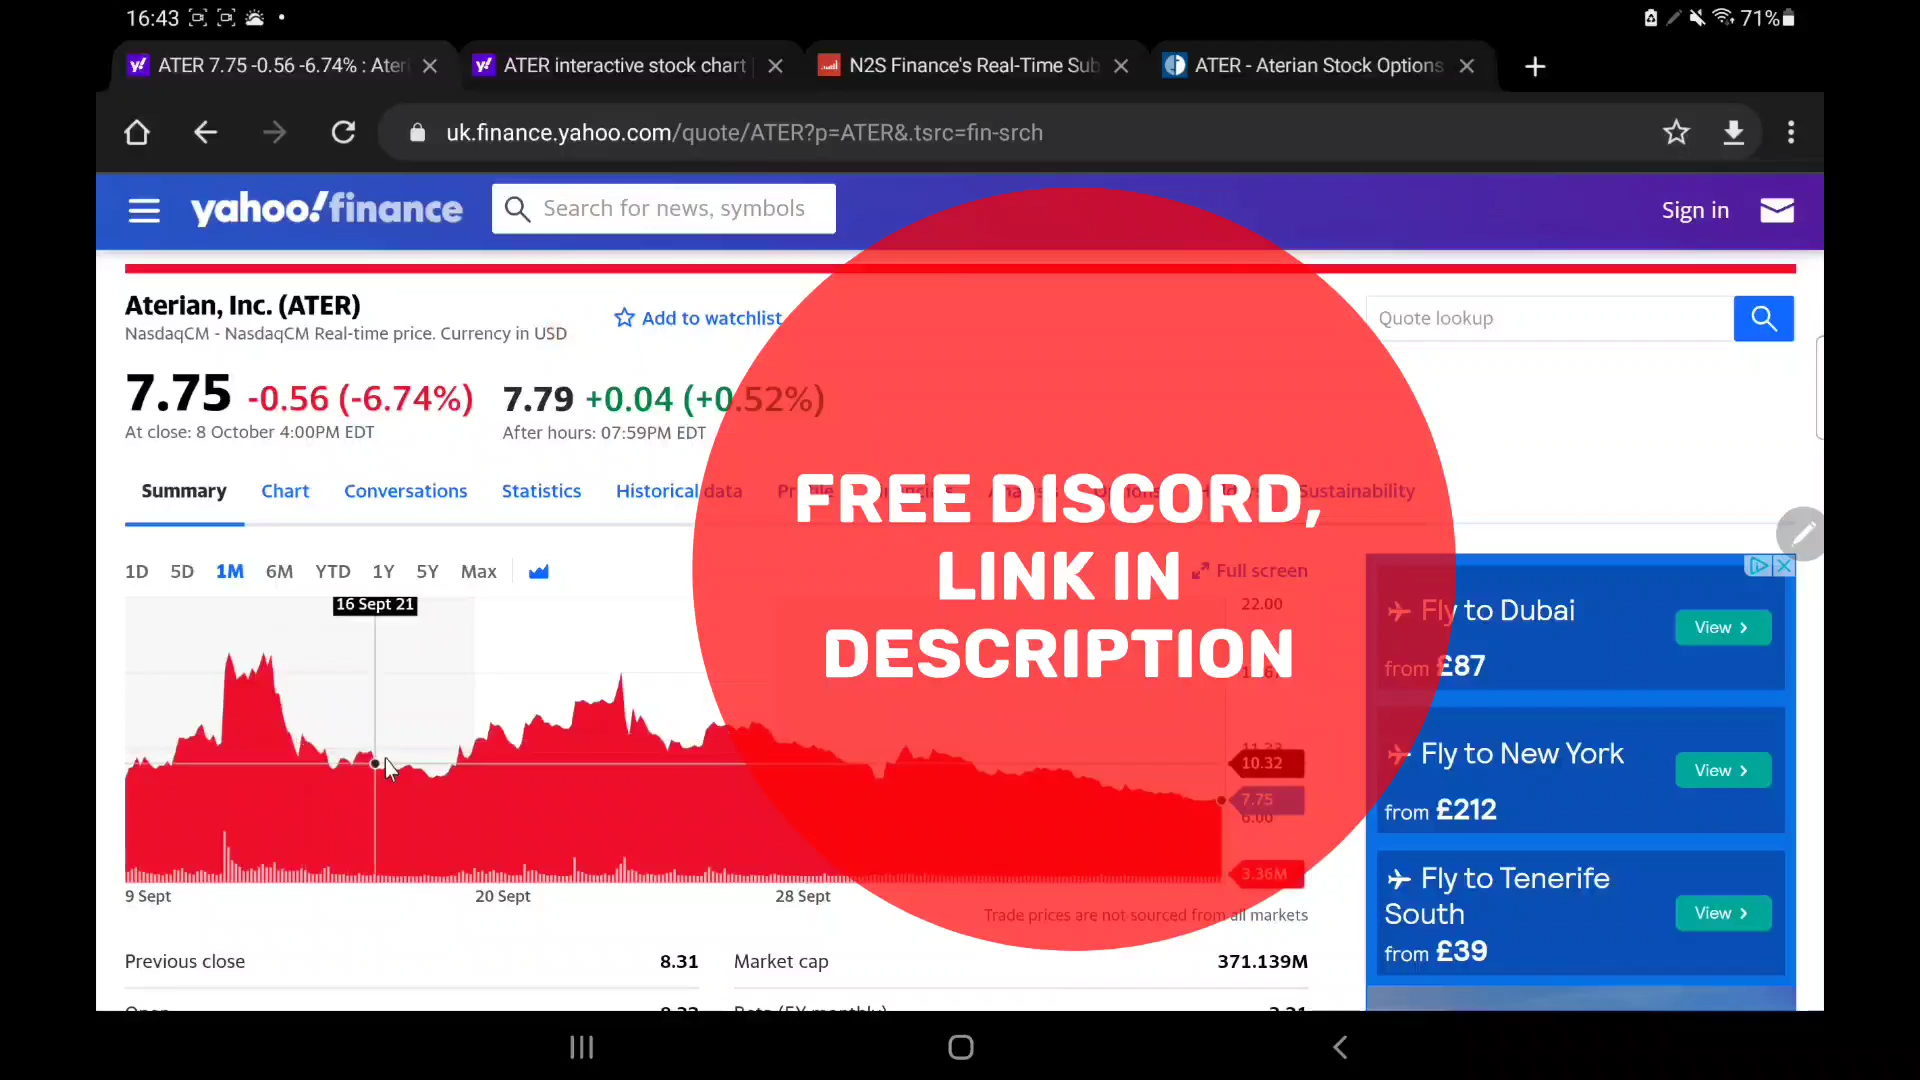 16:43
71%
ATER 7.75 -0.56 -6.74% : Ateri
ATER interactive stock chart
N2S Finance's Real-Time Sub
ATER - Aterian Stock Options
uk.finance.yahoo.com/quote/ATER?p=ATER&.tsrc=fin-srch
yahoo!finance
Search for news, symbols
Sign in
Aterian, Inc. (ATER)
NasdaqCM - NasdaqCM Real-time price. Currency in USD
Add to watchlist
Quote lookup
7.75 -0.56 (-6.74%)
At close: 8 October 4:00PM EDT
7.79 +0.04 (+0.52%)
After hours: 07:59PM EDT
Summary Chart Conversations Statistics Historical data Sustainability
FREE DISCORD,
LINK IN
DESCRIPTION
1D 5D 1M 6M YTD 1Y 5Y Max
Full screen
16 Sept 21
22.00
11.33
10.32
7.75
6.00
3.36M
9 Sept
20 Sept
28 Sept
Trade prices are not sourced from all markets
Previous close 8.31
Market cap 371.139M
Fly to Dubai
from £87
View
Fly to New York
from £212
View
Fly to Tenerife
South
from £39
View